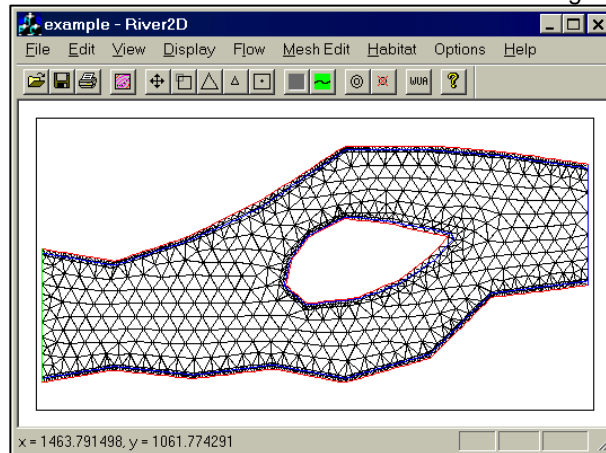 example - River2D
File Edit View Display Flow Mesh Edit Habitat Options Help
WUA ?
x = 1463.791498, y = 1061.774291